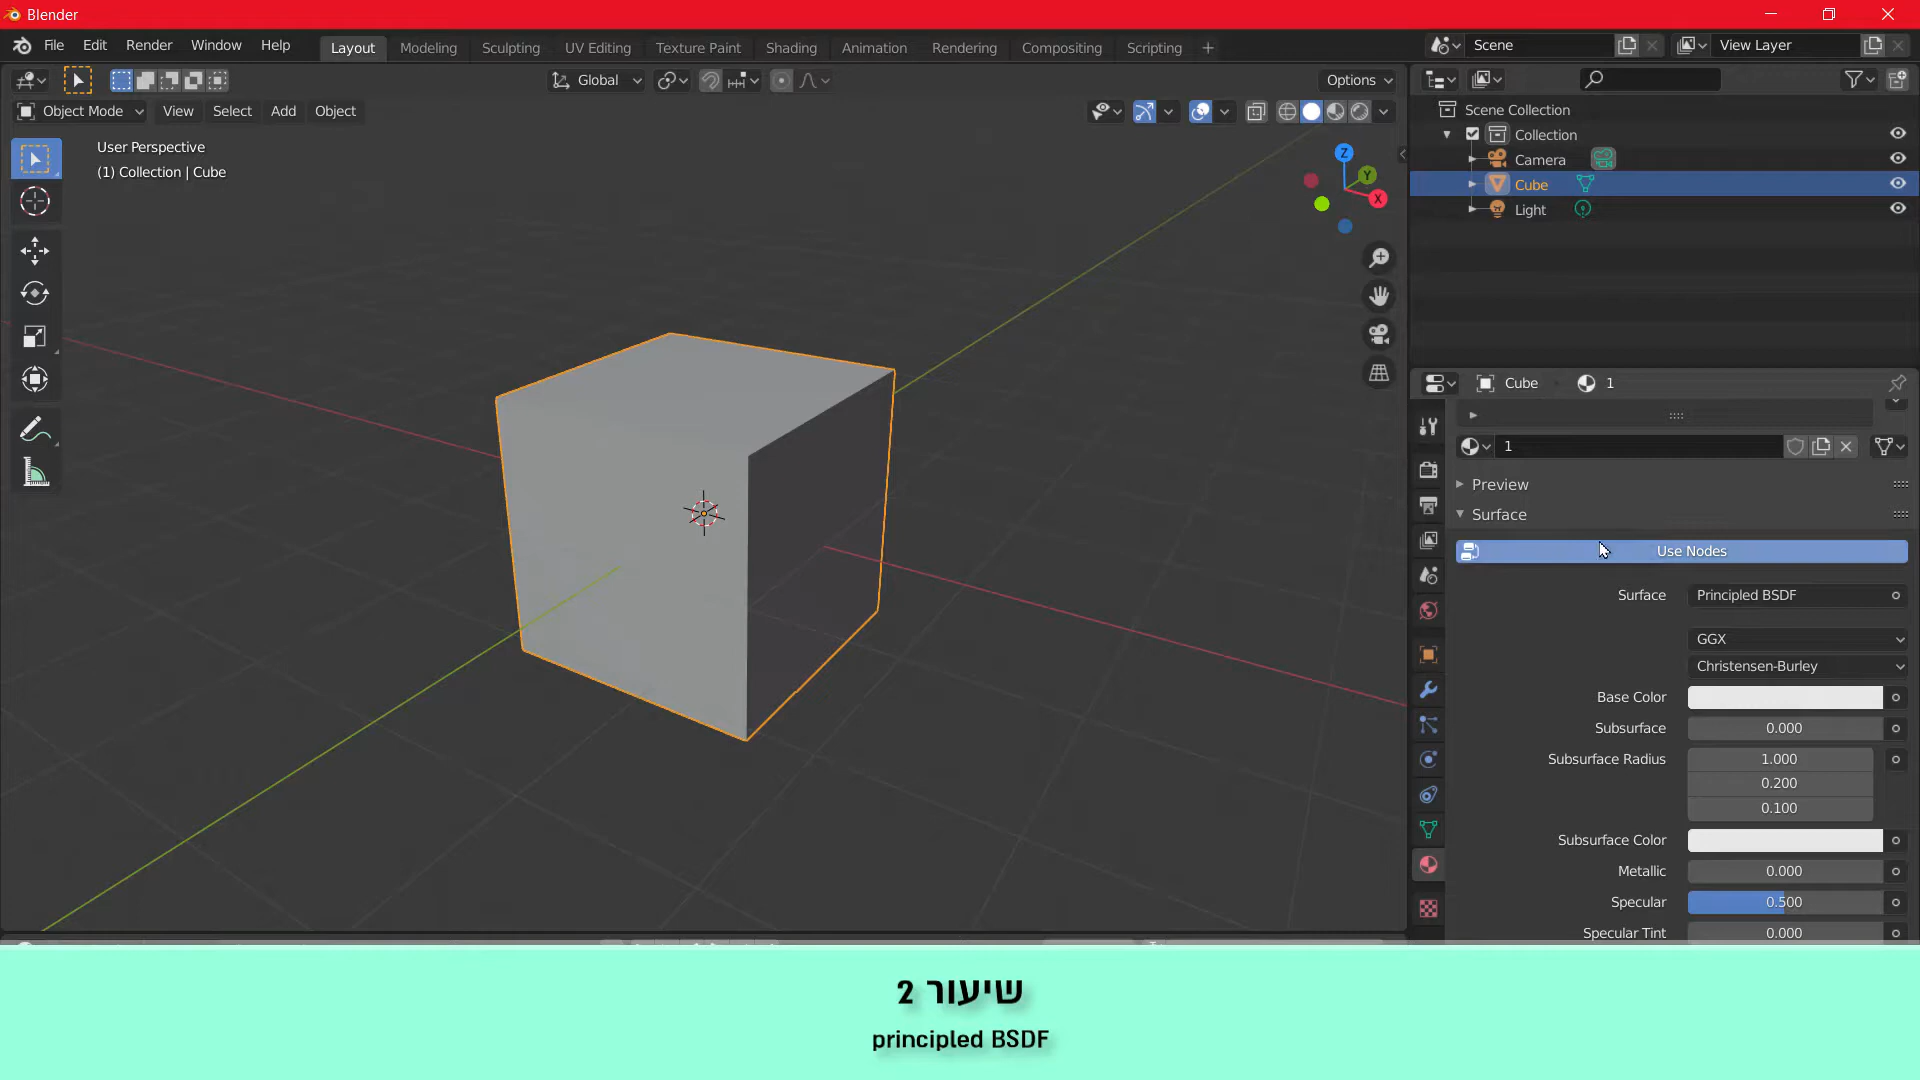 Blender
File Edit Render Window Help Layout Modeling Sculpting UV Editing Texture Paint Shading Animation Rendering Compositing Scripting + Scene View Layer
Global Options
Object Mode View Select Add Object
User Perspective
(1) Collection | Cube
Z
Y
X
Scene Collection
Collection
Camera
Cube
Light
Cube 1
1
Preview
Surface
Use Nodes
Surface Principled BSDF
GGX
Christensen-Burley
Base Color
Subsurface 0.000
Subsurface Radius 1.000
0.200
0.100
Subsurface Color
Metallic 0.000
Specular 0.500
Specular Tint 0.000
שיעור 2
principled BSDF